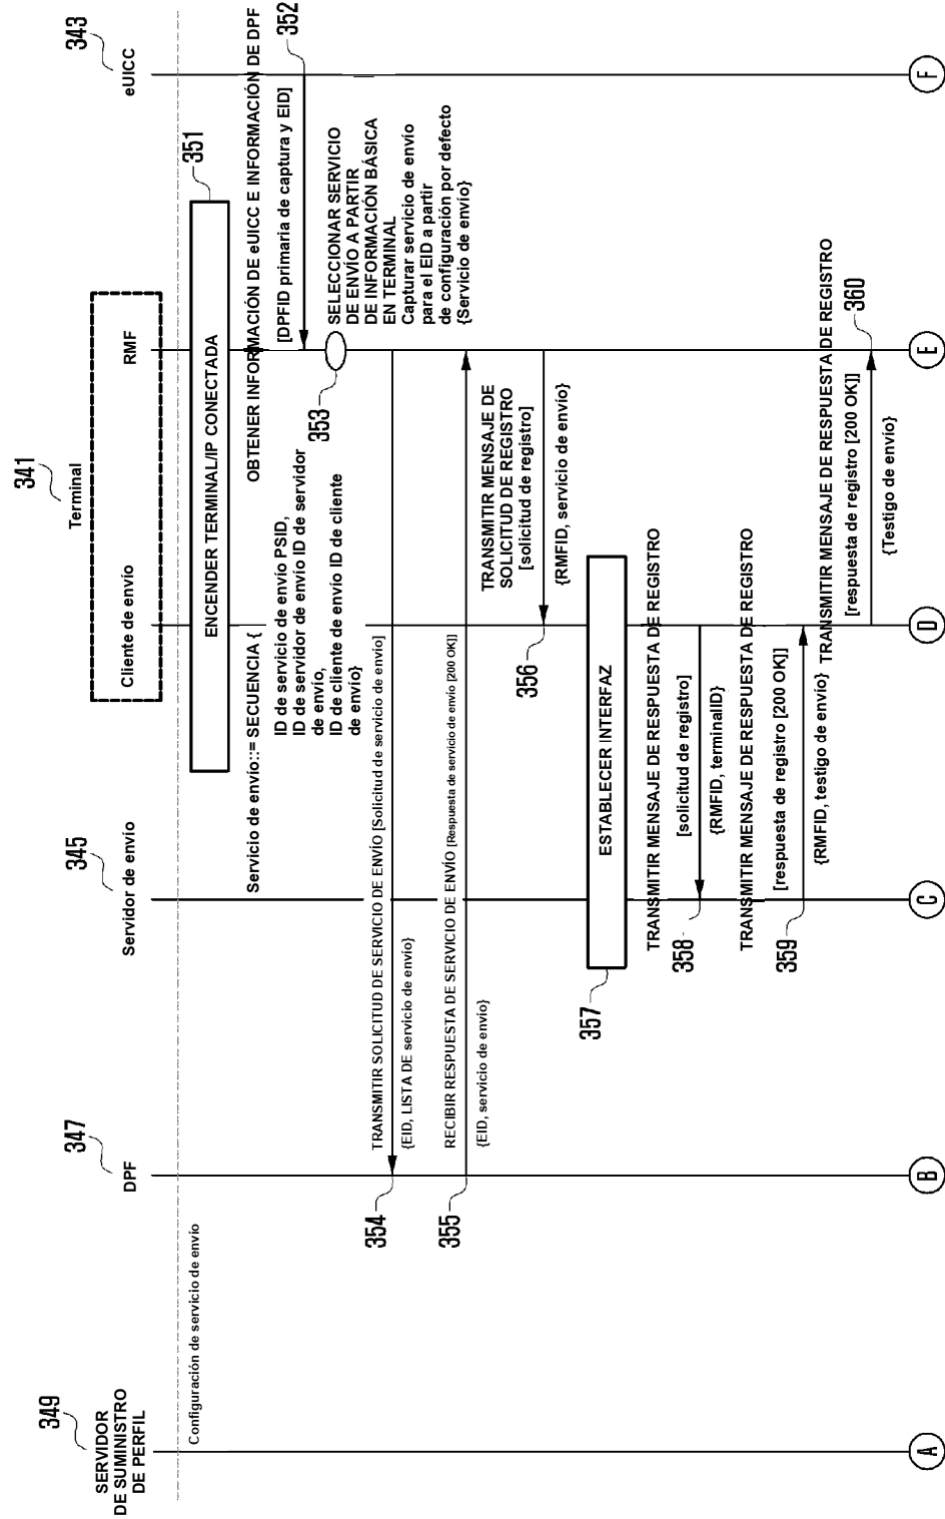 341
Terminal
349
SERVIDOR
DE SUMINISTRO
DE PERFIL
347
DPF
345
Servidor de envío
Cliente de envío
RMF
343
eUICC
Configuración de servicio de envío
ENCENDER TERMINAL/IP CONECTADA
351
Servicio de envío::= SECUENCIA {
ID de servicio de envío PSID,
ID de servidor de envío ID de servidor
de envío,
ID de cliente de envío ID de cliente
de envío}
OBTENER INFORMACIÓN DE eUICC E INFORMACIÓN DE DPF
[DPFID primaria de captura y EID]
352
353
SELECCIONAR SERVICIO
DE ENVÍO A PARTIR
DE INFORMACIÓN BÁSICA
EN TERMINAL
Capturar servicio de envío
para el EID a partir
de configuración por defecto
{Servicio de envío}
TRANSMITIR SOLICITUD DE SERVICIO DE ENVÍO [Solicitud de servicio de envío]
354
{EID, LISTA DE servicio de envío}
RECIBIR RESPUESTA DE SERVICIO DE ENVÍO [Respuesta de servicio de envío [200 OK]]
355
{EID, servicio de envío}
TRANSMITIR MENSAJE DE
SOLICITUD DE REGISTRO
[solicitud de registro]
356
{RMFID, servicio de envío}
ESTABLECER INTERFAZ
357
TRANSMITIR MENSAJE DE RESPUESTA DE REGISTRO
[solicitud de registro]
358
{RMFID, terminalID}
TRANSMITIR MENSAJE DE RESPUESTA DE REGISTRO
[respuesta de registro [200 OK]]
359
{RMFID, testigo de envío}
TRANSMITIR MENSAJE DE RESPUESTA DE REGISTRO
[respuesta de registro [200 OK]]
360
{Testigo de envío}
A
B
C
D
E
F